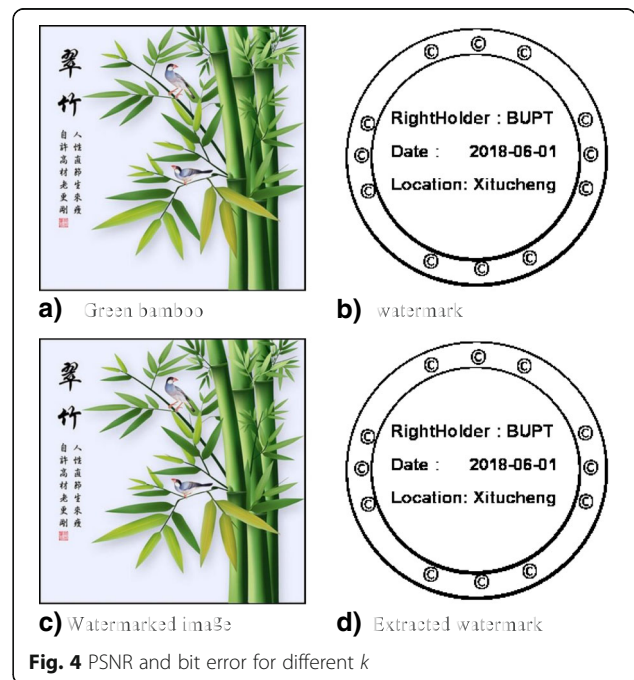 翠竹
人性直節生來瘦
自許高材老更剛
a) Green bamboo
© © ©
© RightHolder : BUPT ©
© Date : 2018-06-01 ©
© Location: Xitucheng ©
© © ©
b) watermark
翠竹
人性直節生來瘦
自許高材老更剛
c) Watermarked image
© © ©
© RightHolder : BUPT ©
© Date : 2018-06-01 ©
© Location: Xitucheng ©
© © ©
d) Extracted watermark
Fig. 4 PSNR and bit error for different k